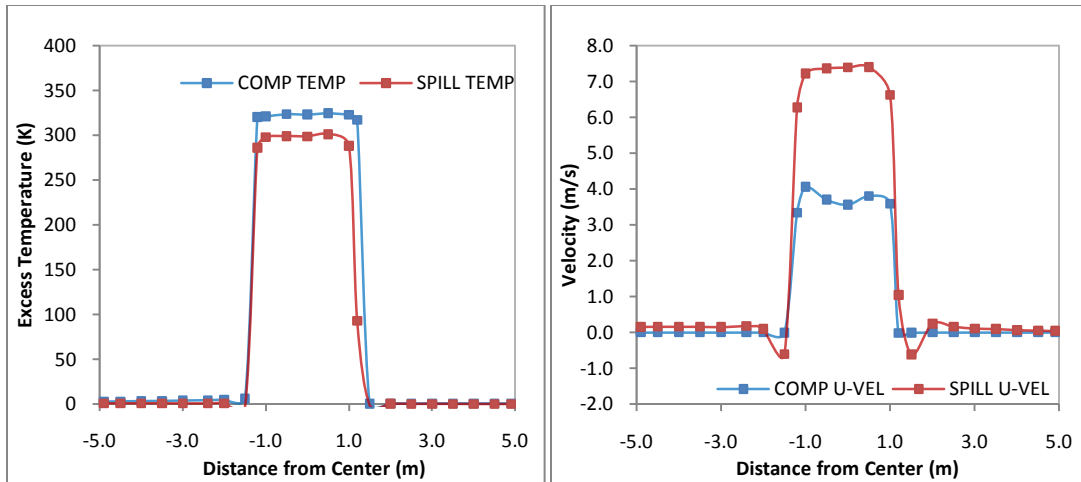 400
350
300
250
200
150
100
50
0
Excess Temperature (K)
COMP TEMP SPILL TEMP
-5.0 -3.0 -1.0 1.0 3.0 5.0
Distance from Center (m)
8.0
7.0
6.0
5.0
4.0
3.0
2.0
1.0
0.0
-1.0
-2.0
Velocity (m/s)
COMP U-VEL SPILL U-VEL
-5.0 -3.0 -1.0 1.0 3.0 5.0
Distance from Center (m)